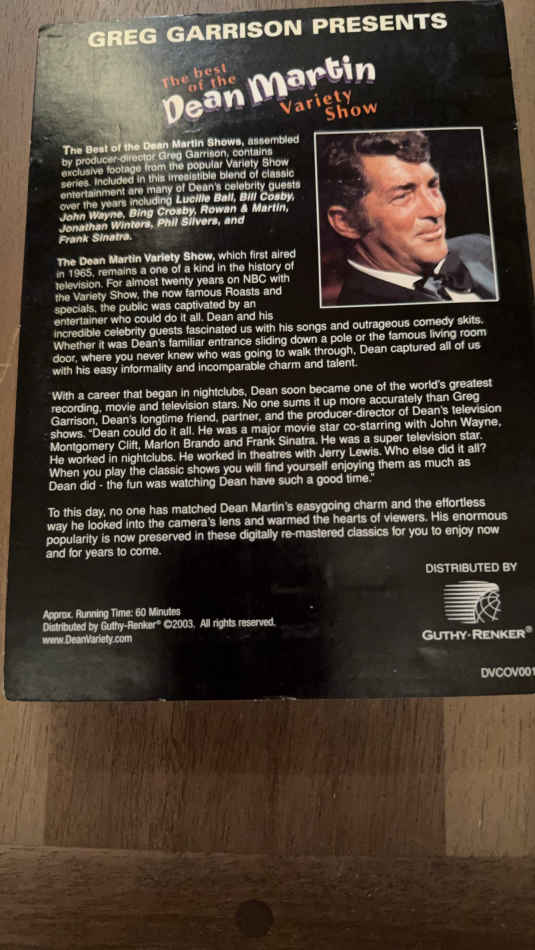 GREG GARRISON PRESENTS
The best
of the
Dean Martin
Variety
Show
The Best of the Dean Martin Shows, assembled
by producer-director Greg Garrison, contains
exclusive footage from the popular Variety Show
series. Included in this irresistible blend of classic
entertainment are many of Dean's celebrity guests
over the years including Lucille Ball, Bill Cosby,
John Wayne, Bing Crosby, Rowan & Martin,
Jonathan Winters, Phil Silvers, and
Frank Sinatra.
The Dean Martin Variety Show, which first aired
in 1965, remains a one of a kind in the history of
television. For almost twenty years on NBC with
the Variety Show, the now famous Roasts and
specials, the public was captivated by an
entertainer who could do it all. Dean and his
incredible celebrity guests fascinated us with his songs and outrageous comedy skits.
Whether it was Dean's familiar entrance sliding down a pole or the famous living room
door, where you never knew who was going to walk through, Dean captured all of us
with his easy informality and incomparable charm and talent.
With a career that began in nightclubs, Dean soon became one of the world's greatest
recording, movie and television stars. No one sums it up more accurately than Greg
Garrison, Dean's longtime friend, partner, and the producer-director of Dean's television
shows. "Dean could do it all. He was a major movie star co-starring with John Wayne,
Montgomery Clift, Marlon Brando and Frank Sinatra. He was a super television star.
He worked in nightclubs. He worked in theatres with Jerry Lewis. Who else did it all?
When you play the classic shows you will find yourself enjoying them as much as
Dean did - the fun was watching Dean have such a good time."
To this day, no one has matched Dean Martin's easygoing charm and the effortless
way he looked into the camera's lens and warmed the hearts of viewers. His enormous
popularity is now preserved in these digitally re-mastered classics for you to enjoy now
and for years to come.
DISTRIBUTED BY
GUTHY-RENKER®
Approx. Running Time: 60 Minutes
Distributed by Guthy-Renker® ©2003. All rights reserved.
www.DeanVariety.com
DVCOV001